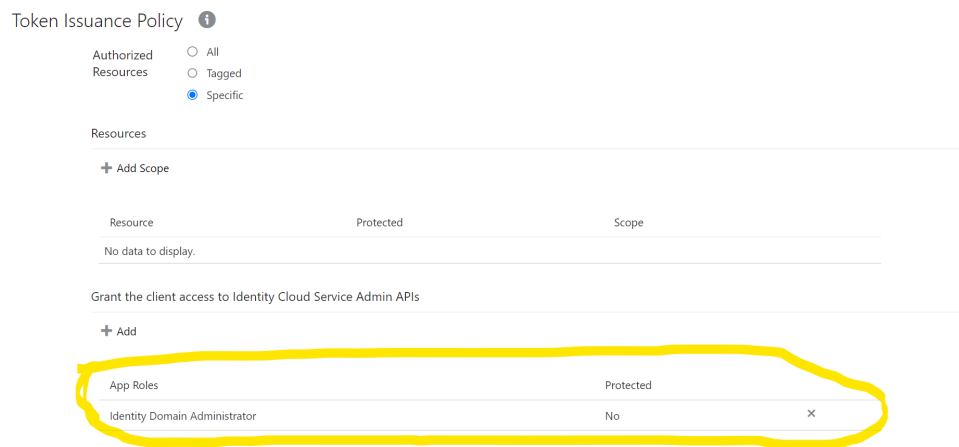 Token Issuance Policy
Authorized Resources
All
Tagged
Specific
Resources
Add Scope
Resource Protected Scope
No data to display.
Grant the client access to Identity Cloud Service Admin APIs
Add
App Roles Protected
Identity Domain Administrator No